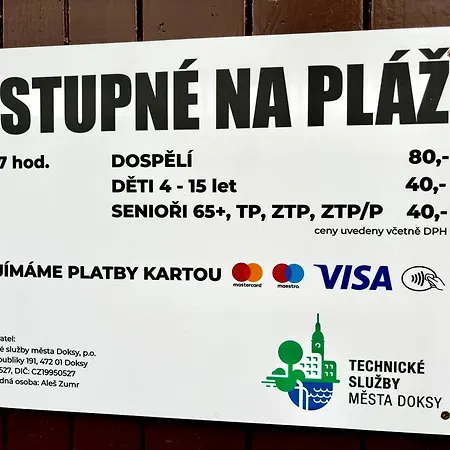 STUPNÉ NA PLÁŽ
7 hod.
DOSPĚLÍ 80,-
DĚTI 4 - 15 let 40,-
SENIOŘI 65+, TP, ZTP, ZTP/P 40,-
ceny uvedeny včetně DPH
JÍMÁME PLATBY KARTOU mastercard maestro VISA
atel:
é služby města Doksy, p.o.
publiky 191, 472 01 Doksy
527, DIČ: CZ19950527
dná osoba: Aleš Zumr
TECHNICKÉ
SLUŽBY
MĚSTA DOKSY